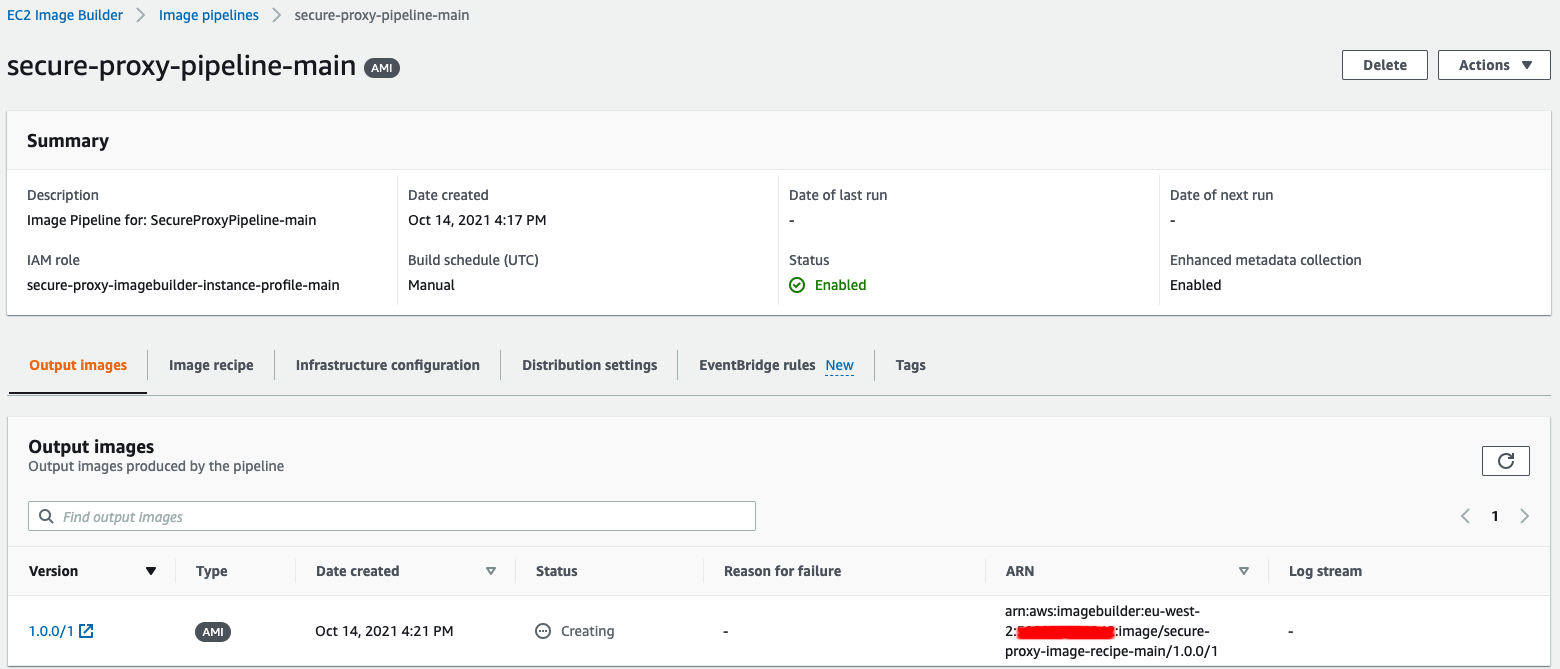 EC2 Image Builder > Image pipelines > secure-proxy-pipeline-main
secure-proxy-pipeline-main AMI
Delete
Actions
Summary
Description
Image Pipeline for: SecureProxyPipeline-main
IAM role
secure-proxy-imagebuilder-instance-profile-main
Date created
Oct 14, 2021 4:17 PM
Build schedule (UTC)
Manual
Date of last run
-
Status
Enabled
Date of next run
-
Enhanced metadata collection
Enabled
Output images
Image recipe
Infrastructure configuration
Distribution settings
EventBridge rules New
Tags
Output images
Output images produced by the pipeline
Find output images
1
Version
Type
Date created
Status
Reason for failure
ARN
Log stream
1.0.0/1
AMI
Oct 14, 2021 4:21 PM
Creating
-
arn:aws:imagebuilder:eu-west-
2:
:image/secure-
proxy-image-recipe-main/1.0.0/1
-